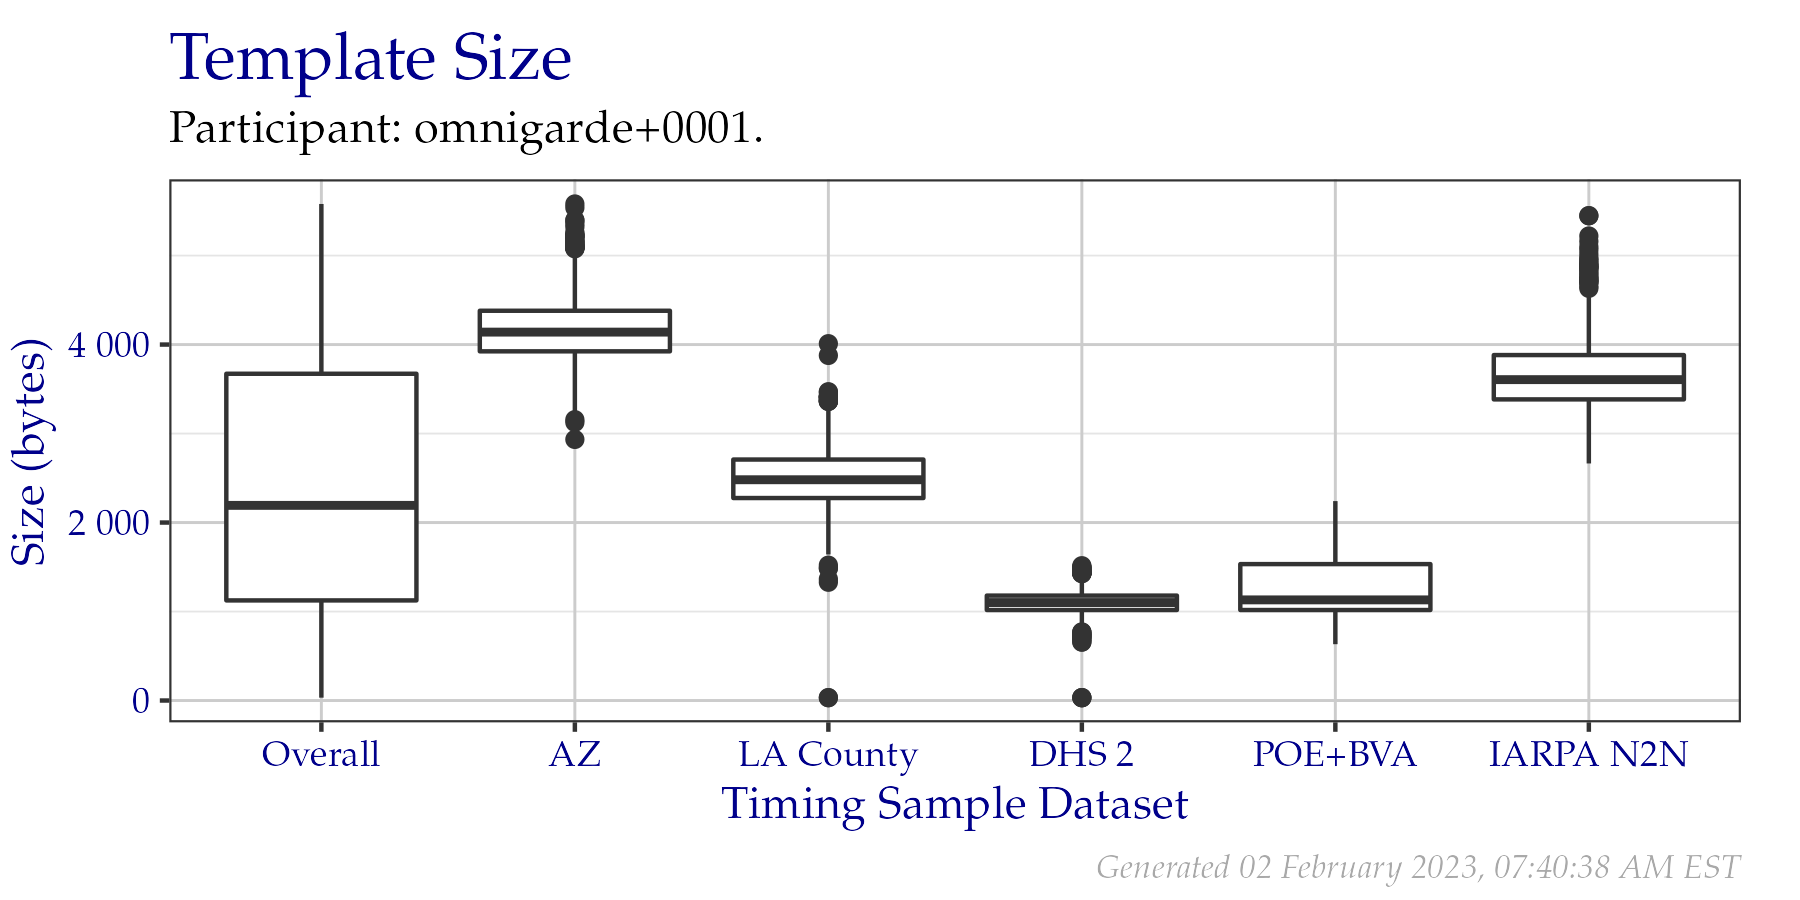 Template Size
Participant: omnigarde+0001.
Size (bytes)
4 000
2 000
0
Overall AZ LA County DHS 2 POE+BVA IARPA N2N
Timing Sample Dataset
Generated 02 February 2023, 07:40:38 AM EST